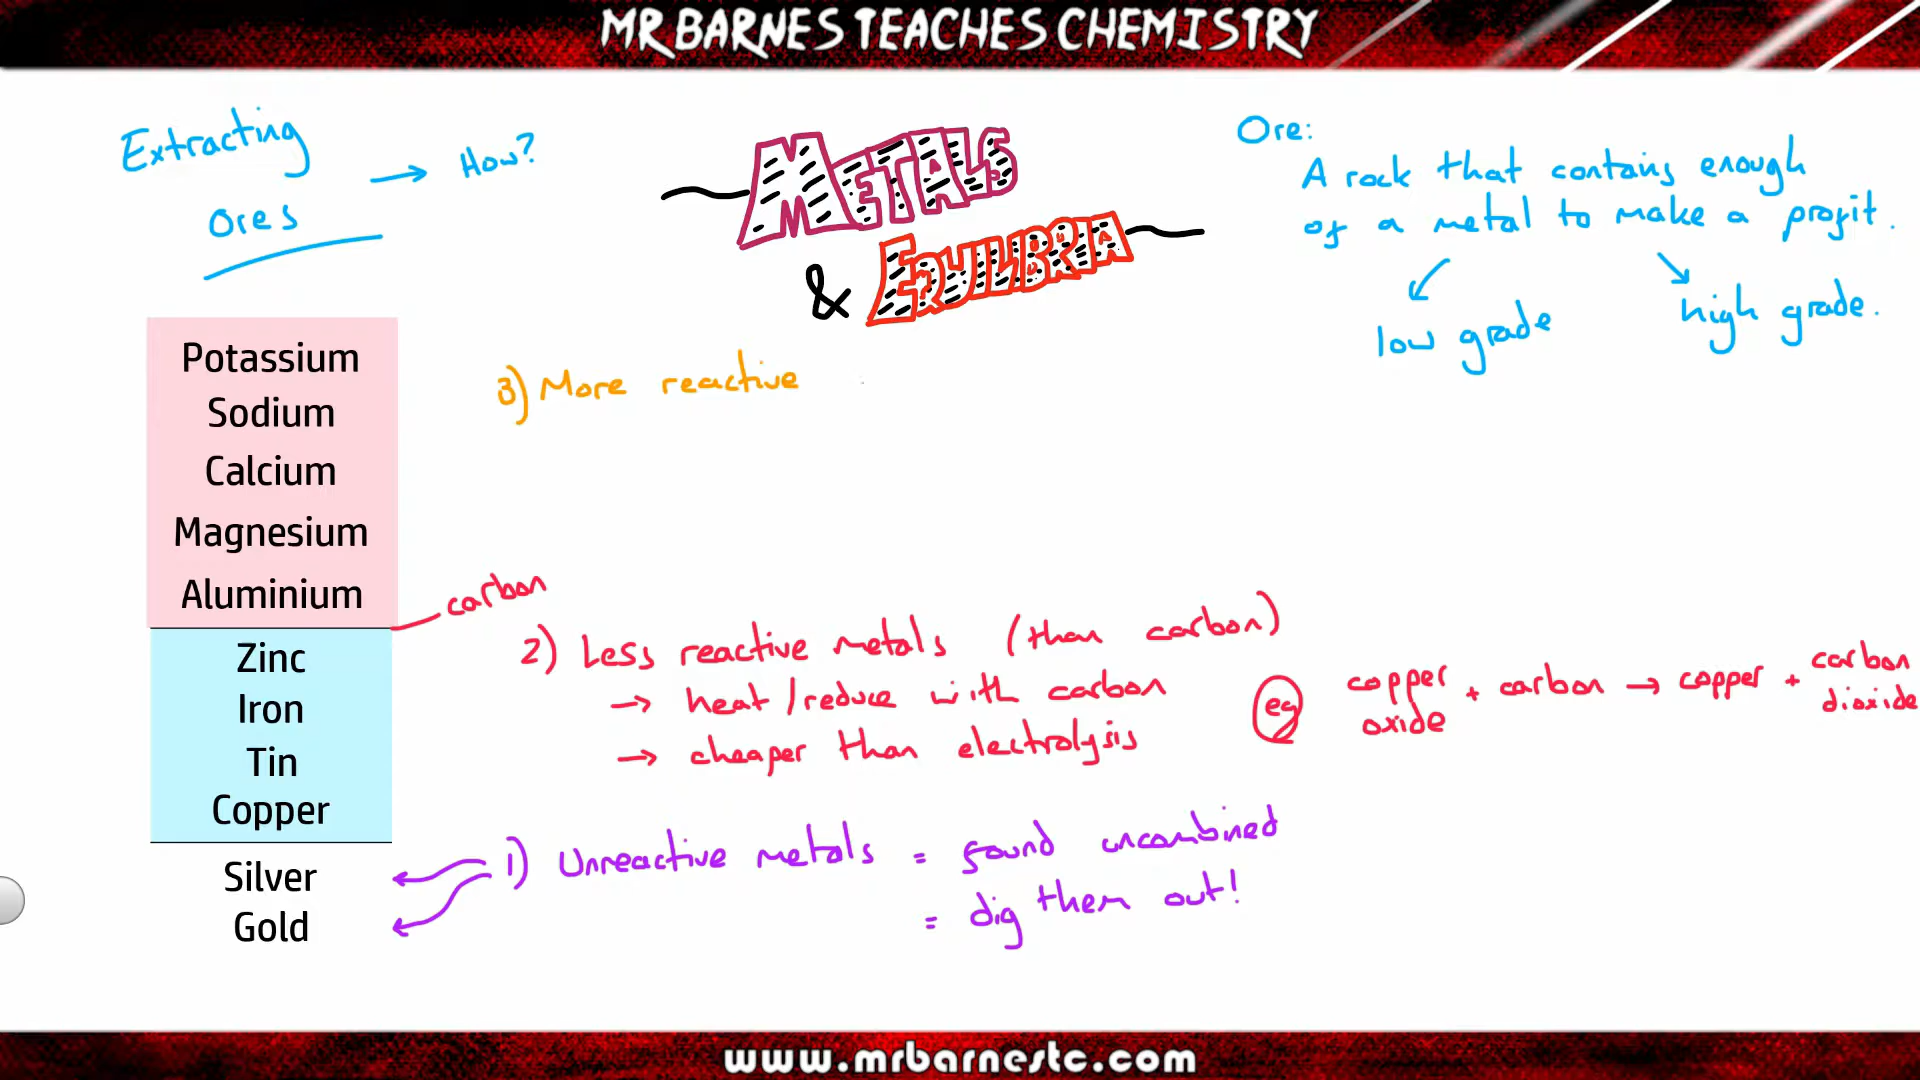 MR BARNES TEACHES CHEMISTRY
Extracting
Ores
→ How?
METALS
& EQUILIBRIA
Ore:
A rock that contains enough
of a metal to make a profit.
low grade
high grade.
Potassium
Sodium
Calcium
Magnesium
Aluminium
Zinc
Iron
Tin
Copper
Silver
Gold
3) More reactive
carbon
2) Less reactive metals (than carbon)
→ heat/reduce with carbon
→ cheaper than electrolysis
eg copper oxide + carbon → copper + carbon dioxide
1) Unreactive metals = found uncombined
= dig them out!
www.mrbarnestc.com